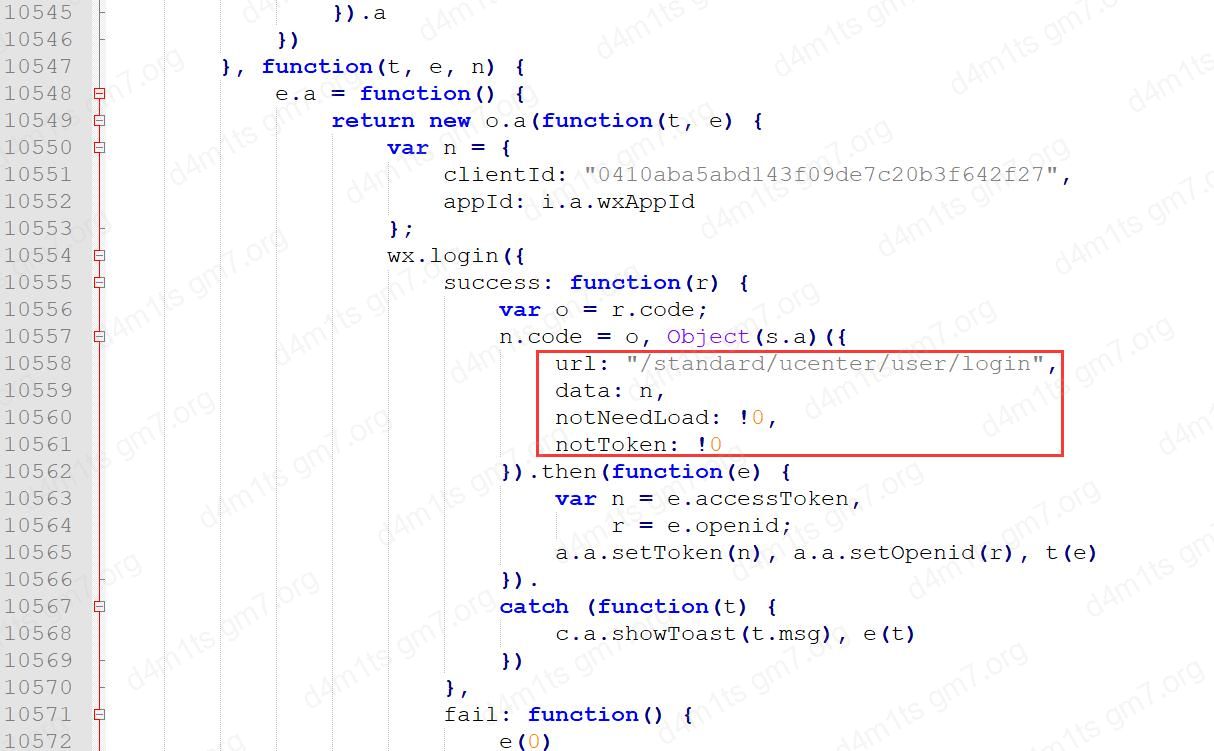 10545 }).a
10546 })
10547 }, function(t, e, n) {
10548 e.a = function() {
10549 return new o.a(function(t, e) {
10550 var n = {
10551 clientId: "0410aba5abd143f09de7c20b3f642f27",
10552 appId: i.a.wxAppId
10553 };
10554 wx.login({
10555 success: function(r) {
10556 var o = r.code;
10557 n.code = o, Object(s.a)({
10558 url: "/standard/ucenter/user/login",
10559 data: n,
10560 notNeedLoad: !0,
10561 notToken: !0
10562 }).then(function(e) {
10563 var n = e.accessToken,
10564 r = e.openid;
10565 a.a.setToken(n), a.a.setOpenid(r), t(e)
10566 }).
10567 catch (function(t) {
10568 c.a.showToast(t.msg), e(t)
10569 })
10570 },
10571 fail: function() {
10572 e(0)
d4m1ts gm7.org